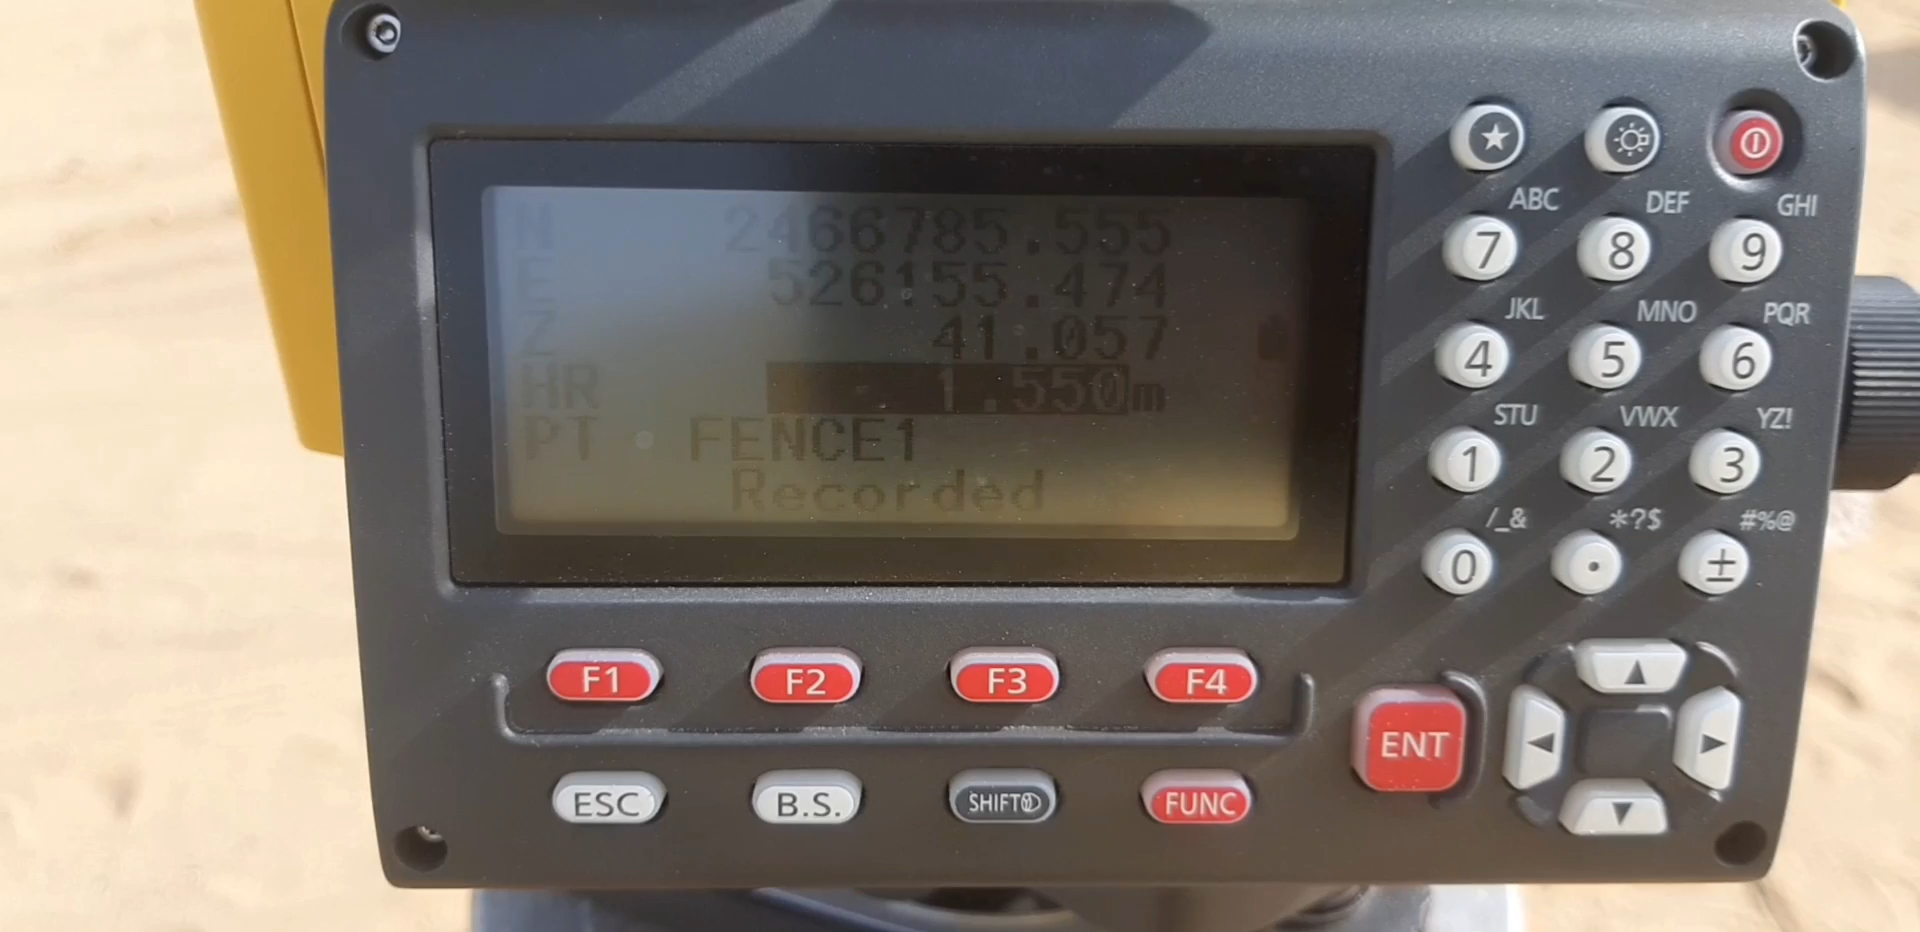 N 2466785.555
E 526155.474
Z 41.057
HR 1.550m
PT FENCE1
Recorded
ABC DEF GHI
7 8 9
JKL MNO PQR
4 5 6
STU VWX YZ!
1 2 3
/_& *?$ #%@
0 . ±
F1 F2 F3 F4
ENT
ESC B.S. SHIFT FUNC